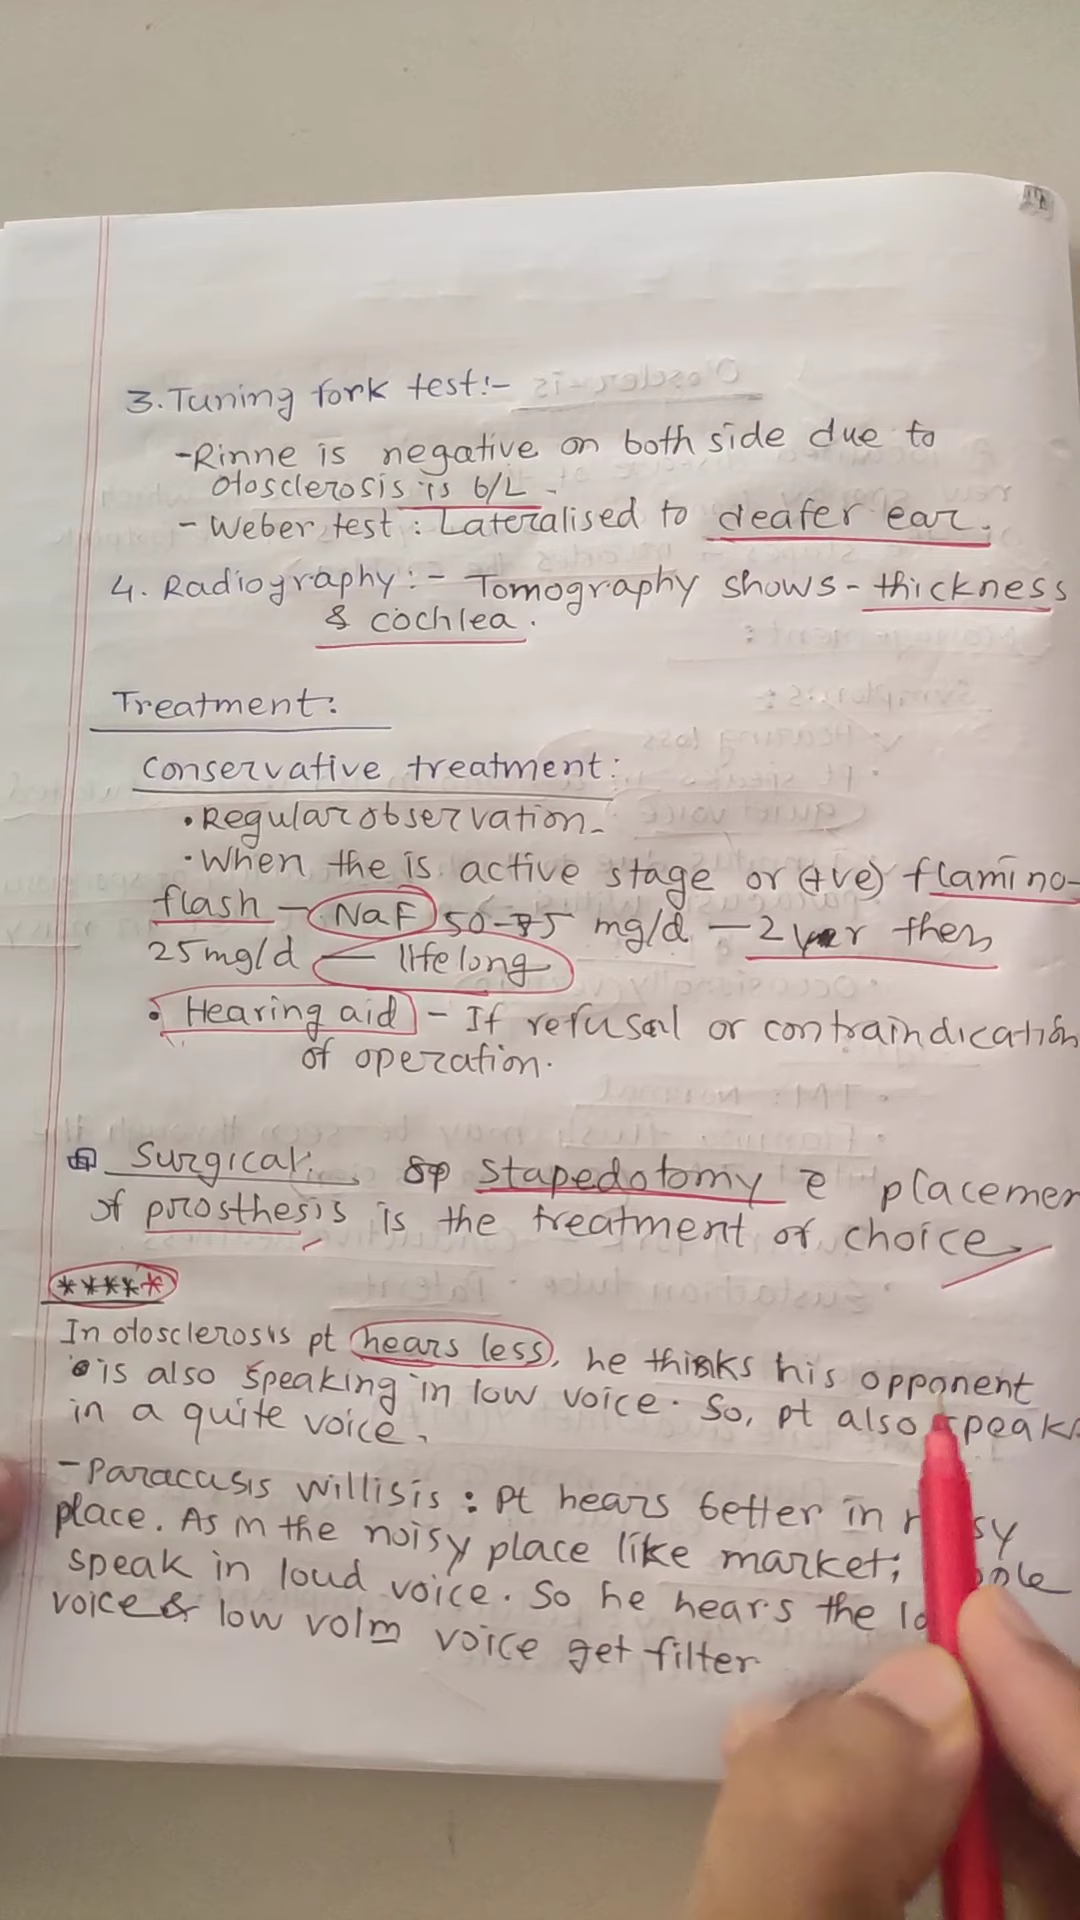 3. Tuning fork test:-
-Rinne is negative on both side due to
otosclerosis is b/L -
- Weber test : Lateralised to deafer ear.
4. Radiography:- Tomography shows - thickness
& cochlea.
Treatment:
Conservative treatment:
• Regular observation-
• When the is active stage or (+ve) flamino-
flash - NaF 50-75 mg/d - 2 yer then
25mg/d - lifelong
• Hearing aid - If refusal or contraindication
of operation.
Surgical: stapedotomy c̄ placemen
of prosthesis is the treatment of choice
*****
In otosclerosis pt hears less, he thinks his opponent
is also speaking in low voice. So, pt also speaks
in a quite voice.
- Paracusis willisis : Pt hears better in
place. As in the noisy place like market;
speak in loud voice. So he hears the
voice & low volm voice get filter